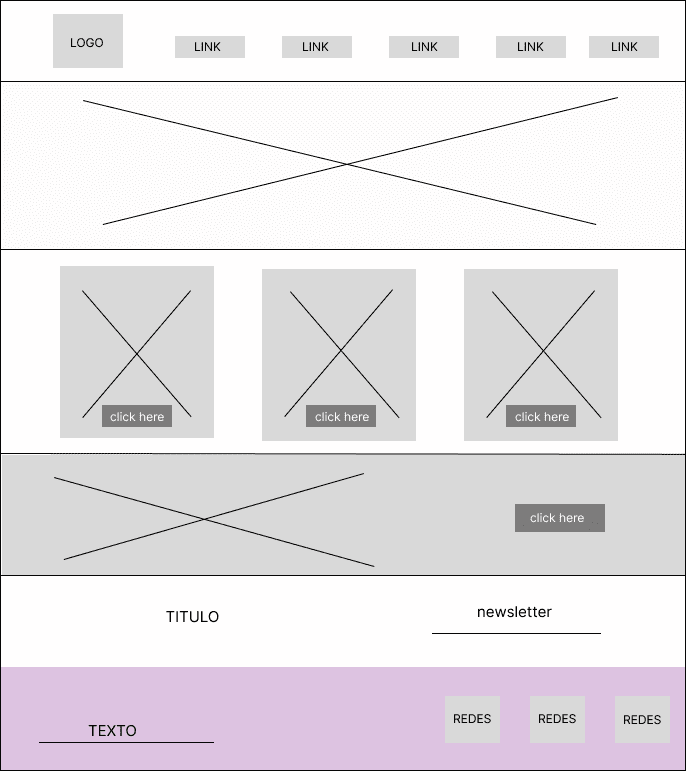 LOGO
LINK
LINK
LINK
LINK
LINK
click here
click here
click here
click here
TITULO
newsletter
TEXTO
REDES
REDES
REDES